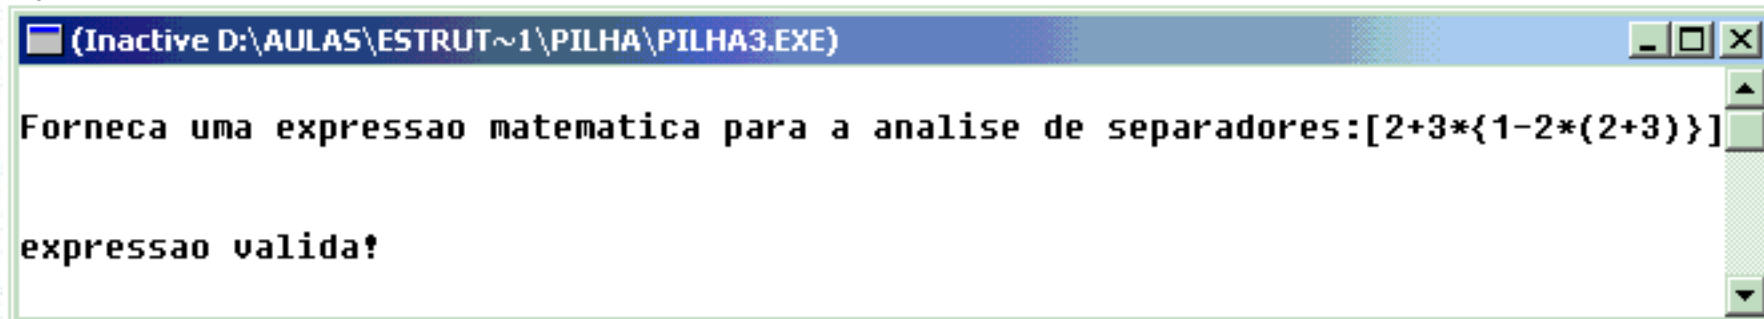 (Inactive D:\AULAS\ESTRUT~1\PILHA\PILHA3.EXE)
Forneca uma expressao matematica para a analise de separadores:[2+3*{1-2*(2+3)}]
expressao valida!